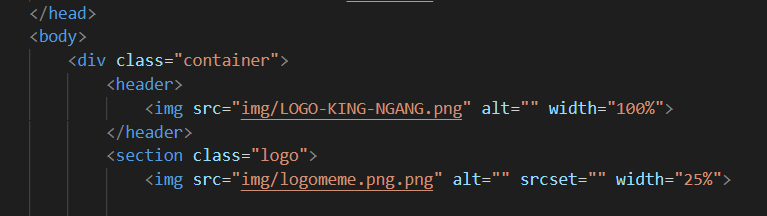 </head>
<body>
<div class="container">
<header>
<img src="img/LOGO-KING-NGANG.png" alt="" width="100%">
</header>
<section class="logo">
<img src="img/logomeme.png.png" alt="" srcset="" width="25%">